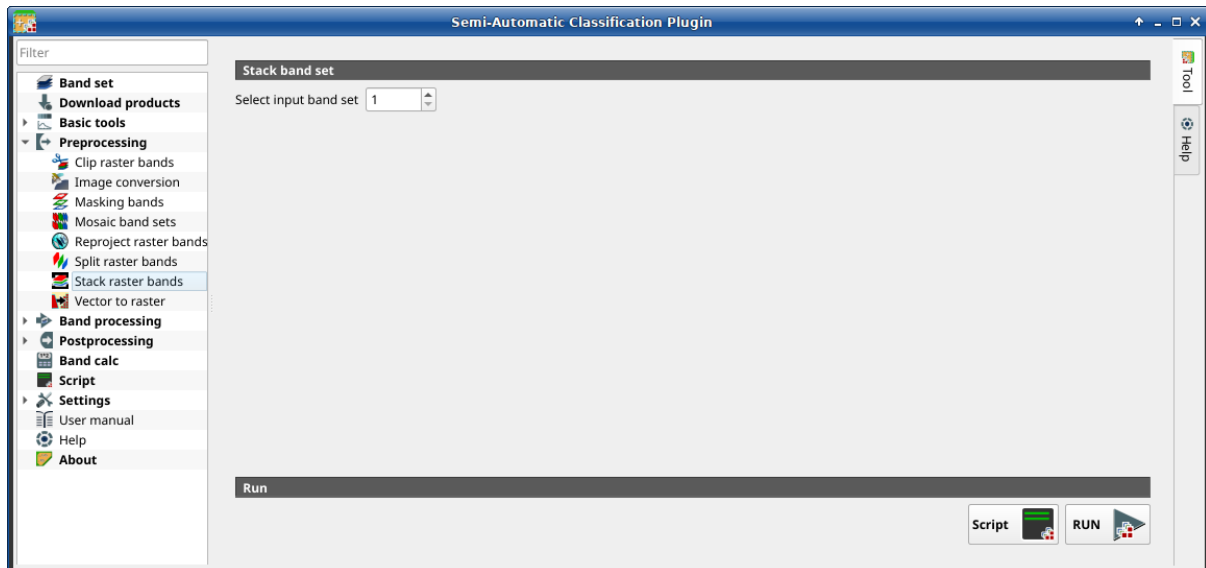 Semi-Automatic Classification Plugin
Filter
Band set
Download products
Basic tools
Preprocessing
Clip raster bands
Image conversion
Masking bands
Mosaic band sets
Reproject raster bands
Split raster bands
Stack raster bands
Vector to raster
Band processing
Postprocessing
Band calc
Script
Settings
User manual
Help
About
Stack band set
Select input band set 1
Run
Script RUN
Tool
Help